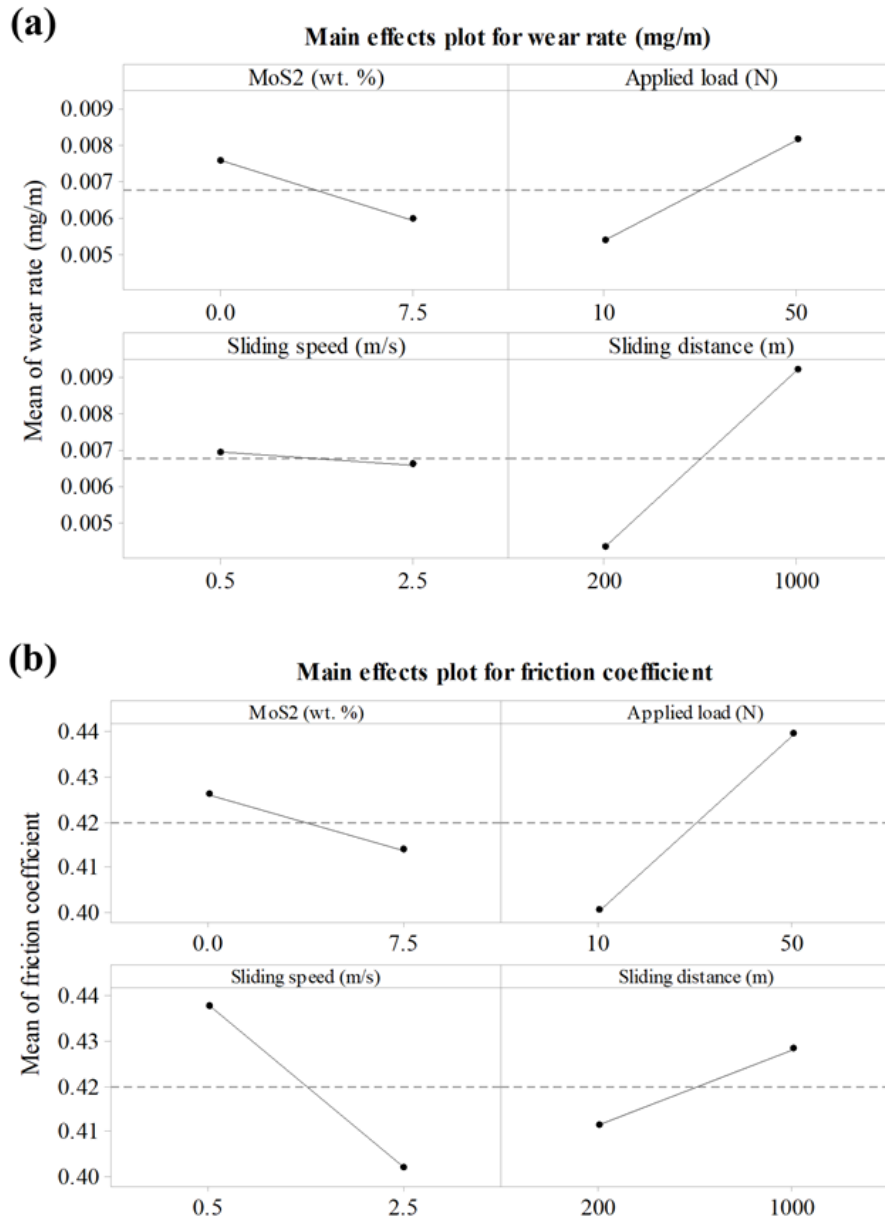 (a)
Main effects plot for wear rate (mg/m)
MoS2 (wt. %) Applied load (N)
0.009
0.008
0.007
0.006
0.005
0.0 7.5 10 50
Sliding speed (m/s) Sliding distance (m)
0.009
0.008
0.007
0.006
0.005
0.5 2.5 200 1000
Mean of wear rate (mg/m)
(b)
Main effects plot for friction coefficient
MoS2 (wt. %) Applied load (N)
0.44
0.43
0.42
0.41
0.40
0.0 7.5 10 50
Sliding speed (m/s) Sliding distance (m)
0.44
0.43
0.42
0.41
0.40
0.5 2.5 200 1000
Mean of friction coefficient